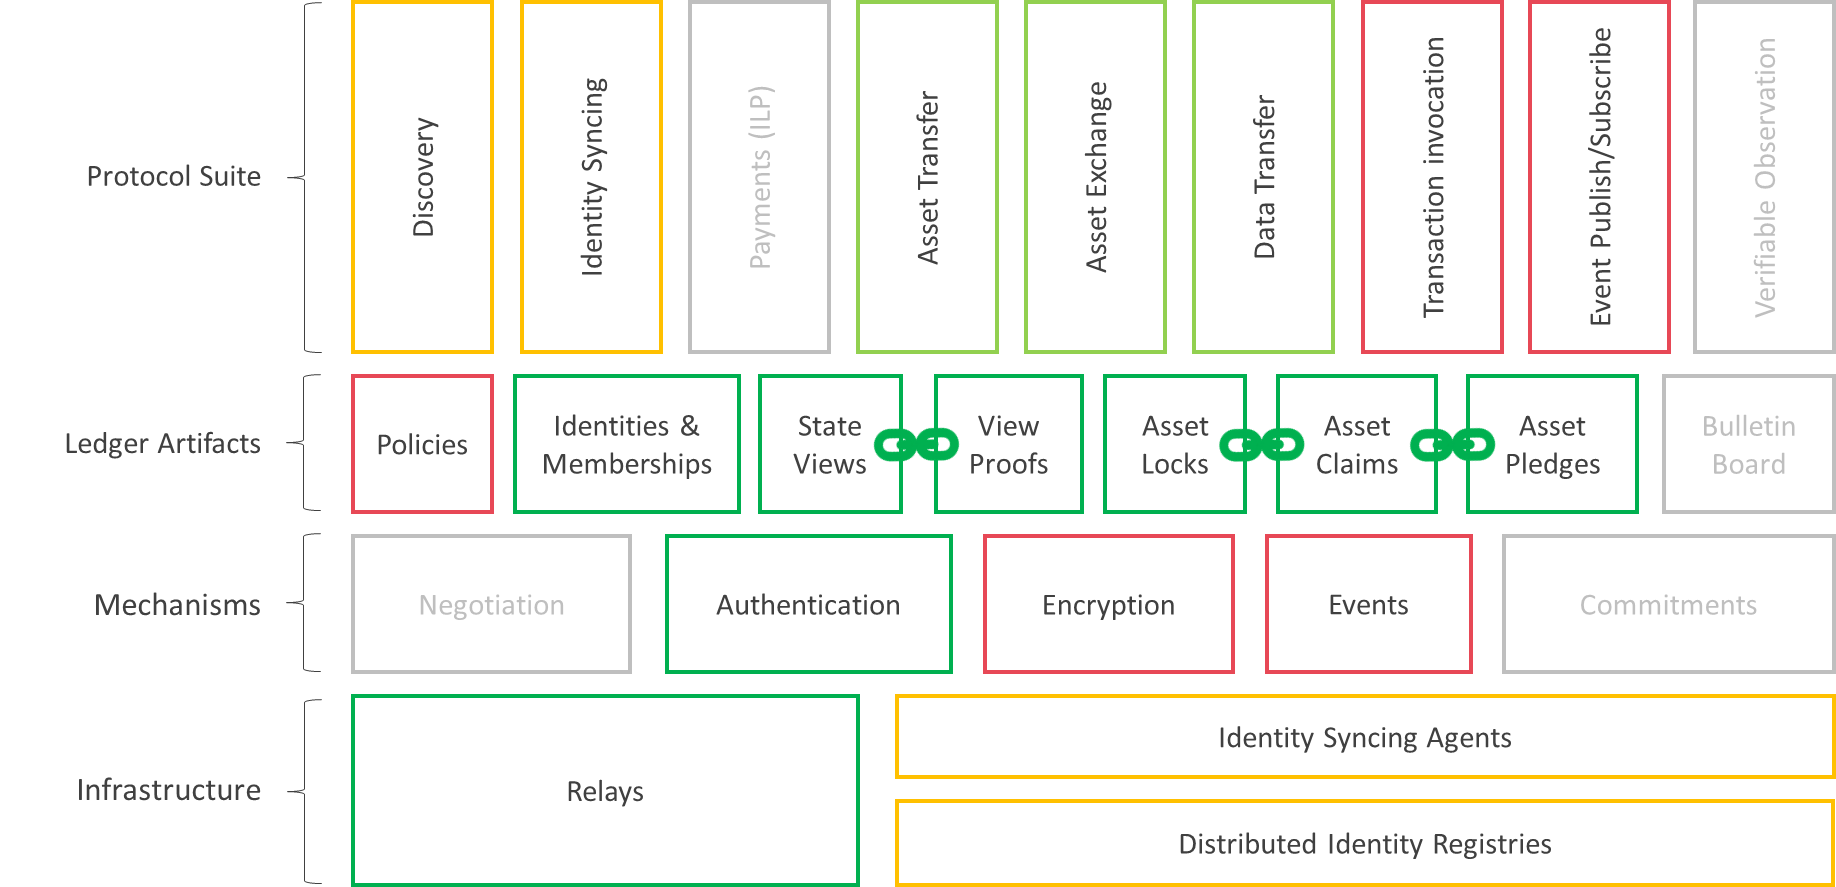 Protocol Suite
Discovery
Identity Syncing
Payments (ILP)
Asset Transfer
Asset Exchange
Data Transfer
Transaction invocation
Event Publish/Subscribe
Verifiable Observation
Ledger Artifacts
Policies
Identities &
Memberships
State
Views
View
Proofs
Asset
Locks
Asset
Claims
Asset
Pledges
Bulletin
Board
Mechanisms
Negotiation
Authentication
Encryption
Events
Commitments
Infrastructure
Relays
Identity Syncing Agents
Distributed Identity Registries